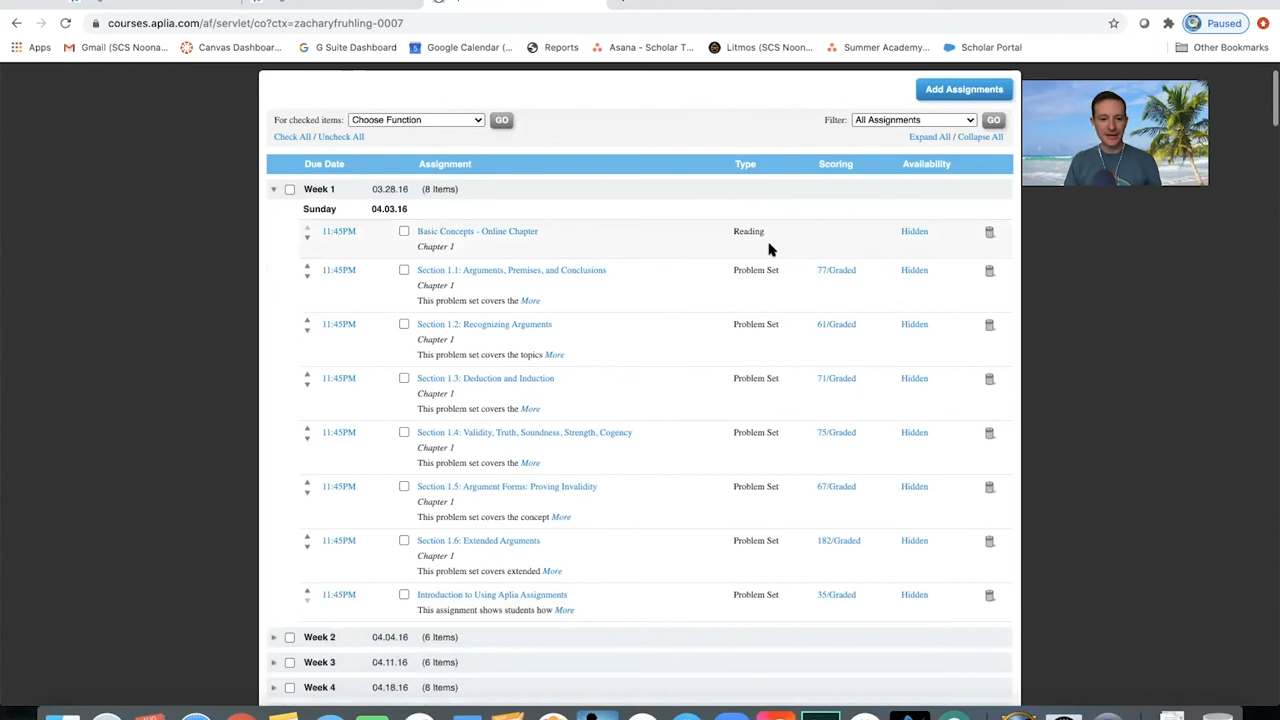 courses.aplia.com/af/servlet/co?ctx=zacharyfruhling-0007
Paused
Apps Gmail (SCS Noona... Canvas Dashboar... G Suite Dashboard Google Calendar (... Reports Asana - Scholar T... Litmos (SCS Noon... Summer Academy... Scholar Portal Other Bookmarks
Add Assignments
For checked items: Choose Function GO Filter: All Assignments GO
Check All / Uncheck All Expand All / Collapse All
Due Date Assignment Type Scoring Availability
Week 1 03.28.16 (8 Items)
Sunday 04.03.16
11:45PM Basic Concepts - Online Chapter Reading Hidden
Chapter 1
11:45PM Section 1.1: Arguments, Premises, and Conclusions Problem Set 77/Graded Hidden
Chapter 1
This problem set covers the More
11:45PM Section 1.2: Recognizing Arguments Problem Set 61/Graded Hidden
Chapter 1
This problem set covers the topics More
11:45PM Section 1.3: Deduction and Induction Problem Set 71/Graded Hidden
Chapter 1
This problem set covers the More
11:45PM Section 1.4: Validity, Truth, Soundness, Strength, Cogency Problem Set 75/Graded Hidden
Chapter 1
This problem set covers the More
11:45PM Section 1.5: Argument Forms: Proving Invalidity Problem Set 67/Graded Hidden
Chapter 1
This problem set covers the concept More
11:45PM Section 1.6: Extended Arguments Problem Set 182/Graded Hidden
Chapter 1
This problem set covers extended More
11:45PM Introduction to Using Aplia Assignments Problem Set 35/Graded Hidden
This assignment shows students how More
Week 2 04.04.16 (6 Items)
Week 3 04.11.16 (6 Items)
Week 4 04.18.16 (8 Items)